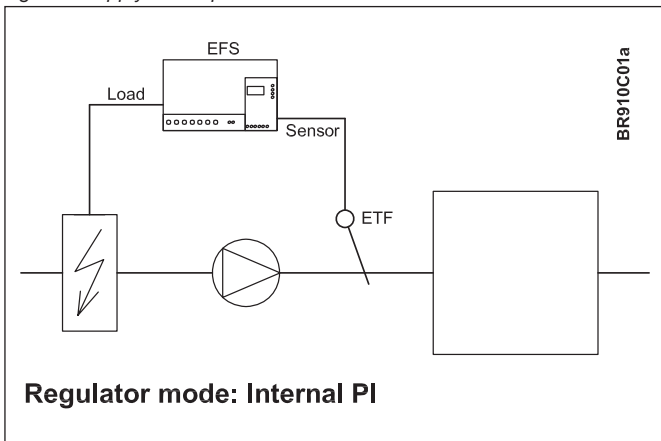 EFS
Load
Sensor
BR910C01a
ETF
Regulator mode: Internal PI